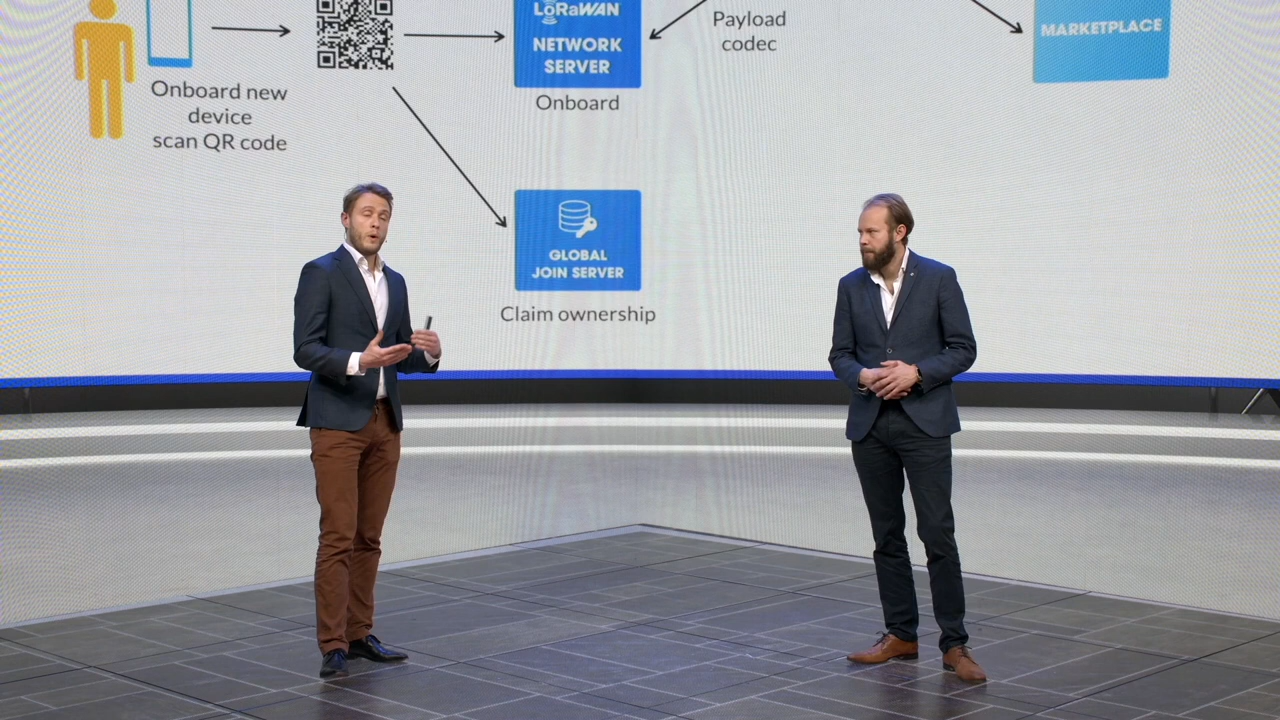 LoRaWAN
NETWORK
SERVER
Onboard
Payload
codec
MARKETPLACE
Onboard new
device
scan QR code
GLOBAL
JOIN SERVER
Claim ownership